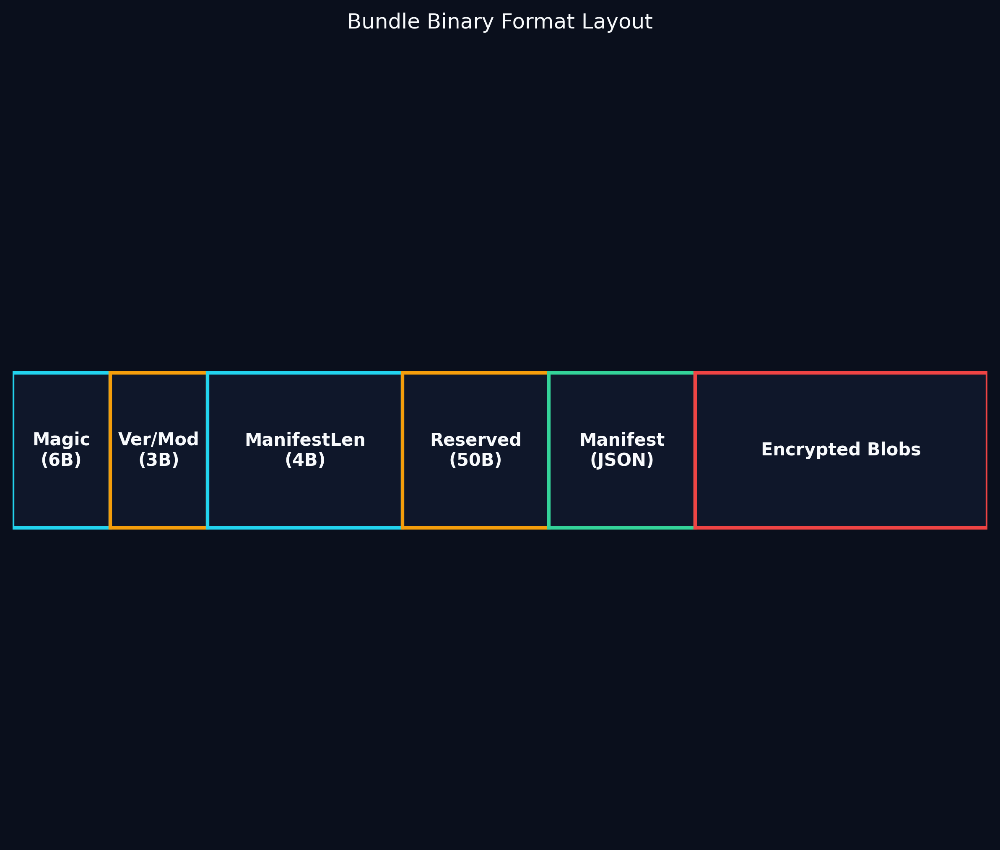 Bundle Binary Format Layout
Magic
(6B)
Ver/Mod
(3B)
ManifestLen
(4B)
Reserved
(50B)
Manifest
(JSON)
Encrypted Blobs